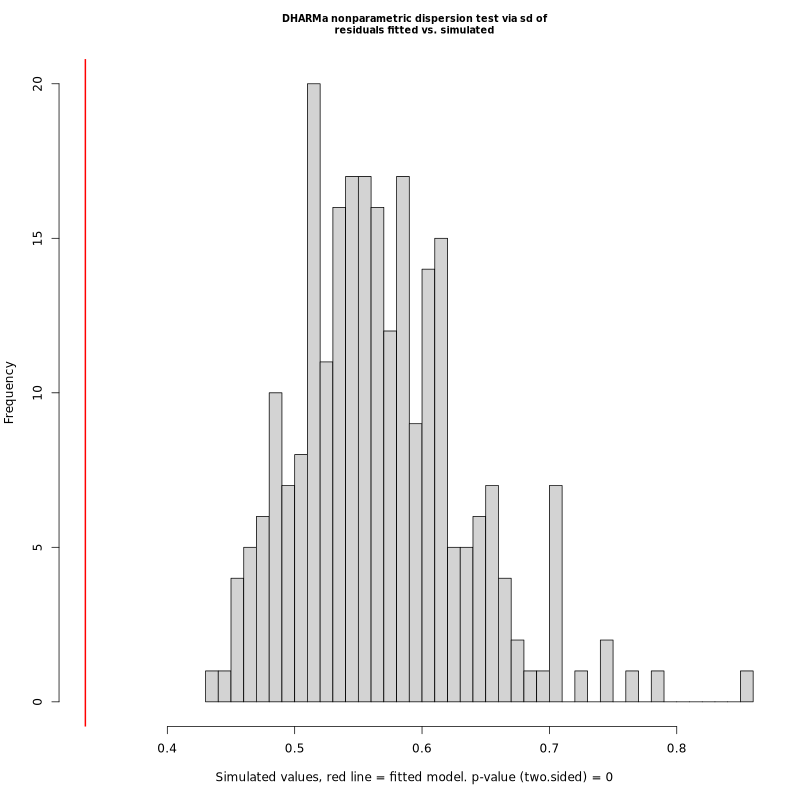 DHARMa nonparametric dispersion test via sd of
residuals fitted vs. simulated
20
15
10
5
0
Frequency
0.4 0.5 0.6 0.7 0.8
Simulated values, red line = fitted model. p-value (two.sided) = 0